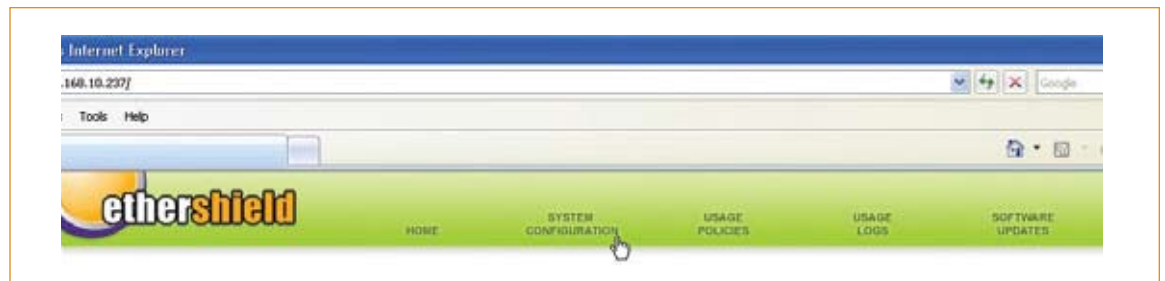 s Internet Explorer
.168.10.237/
Google
Tools Help
ethershield
HOME
SYSTEM
CONFIGURATION
USAGE
POLICIES
USAGE
LOGS
SOFTWARE
UPDATES